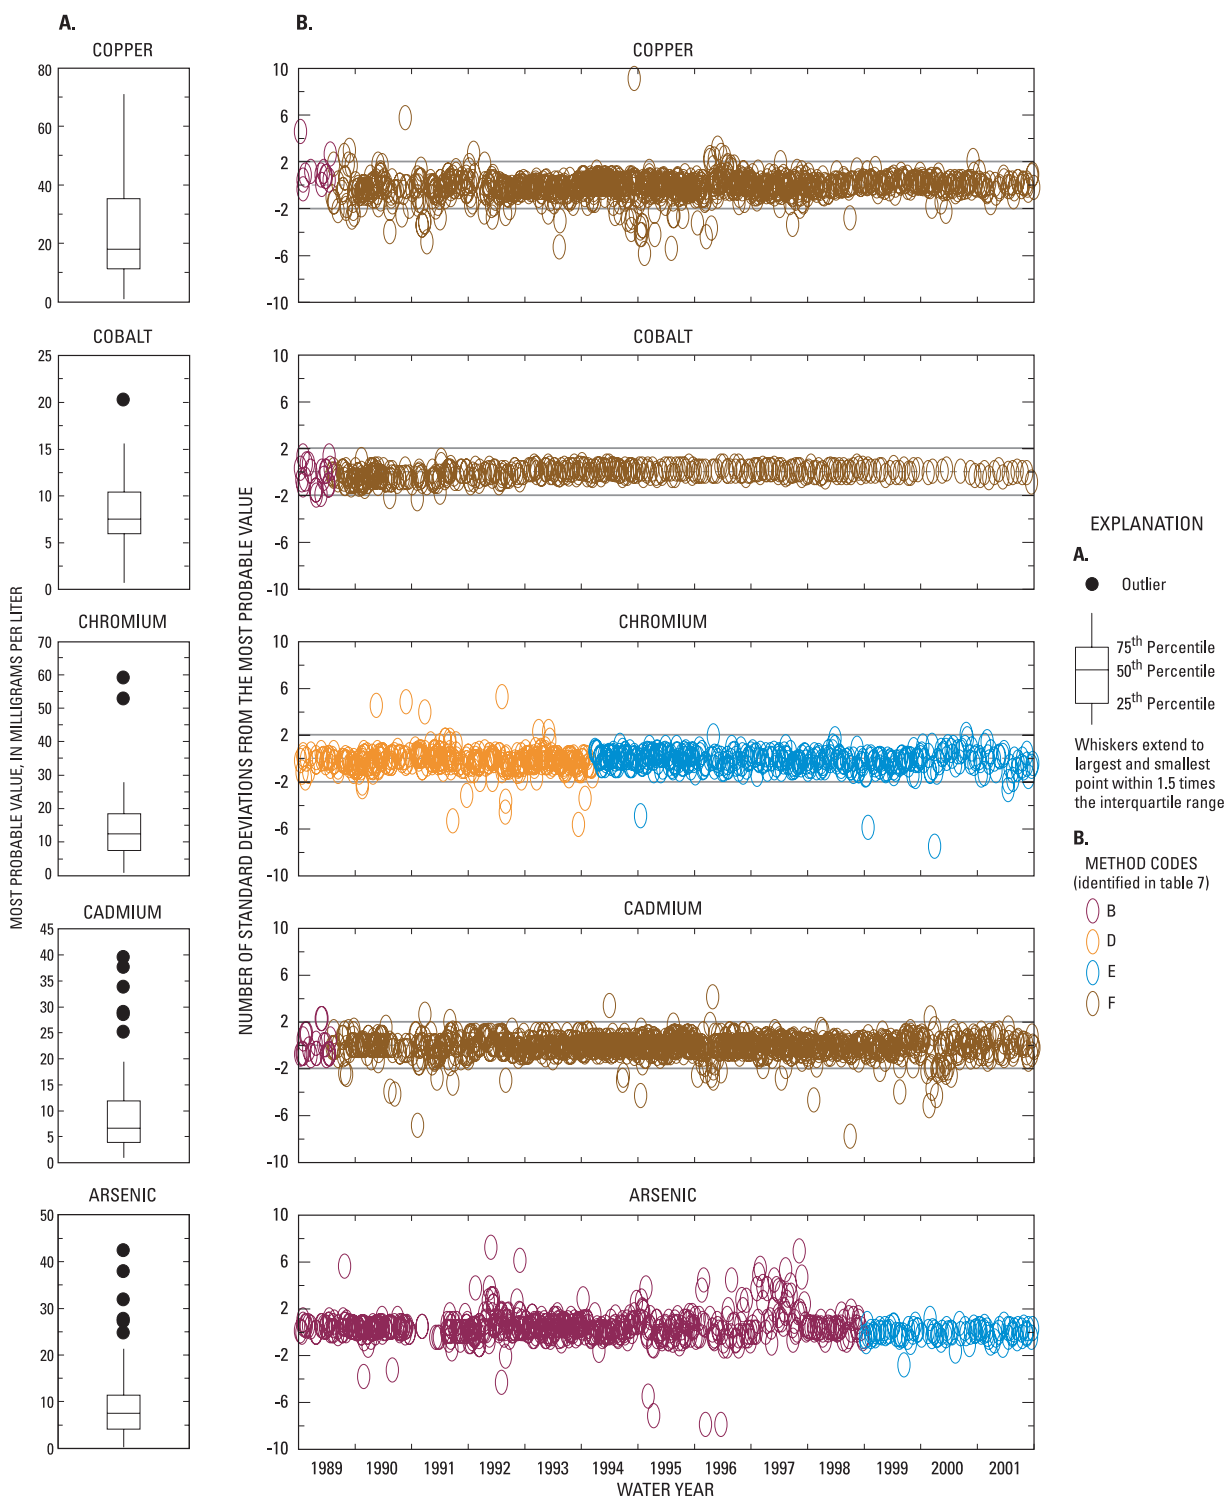 A.
B.
COPPER
80
60
40
20
0
COPPER
10
6
2
-2
-6
-10
COBALT
25
20
15
10
5
0
COBALT
10
6
2
-2
-6
-10
CHROMIUM
70
60
50
40
30
20
10
0
CHROMIUM
10
6
2
-2
-6
-10
CADMIUM
45
40
35
30
25
20
15
10
5
0
CADMIUM
10
6
2
-2
-6
-10
ARSENIC
50
40
30
20
10
0
ARSENIC
10
6
2
-2
-6
-10
1989 1990 1991 1992 1993 1994 1995 1996 1997 1998 1999 2000 2001
WATER YEAR
MOST PROBABLE VALUE, IN MILLIGRAMS PER LITER
NUMBER OF STANDARD DEVIATIONS FROM THE MOST PROBABLE VALUE
EXPLANATION
A.
Outlier
75th Percentile
50th Percentile
25th Percentile
Whiskers extend to
largest and smallest
point within 1.5 times
the interquartile range
B.
METHOD CODES
(identified in table 7)
B
D
E
F